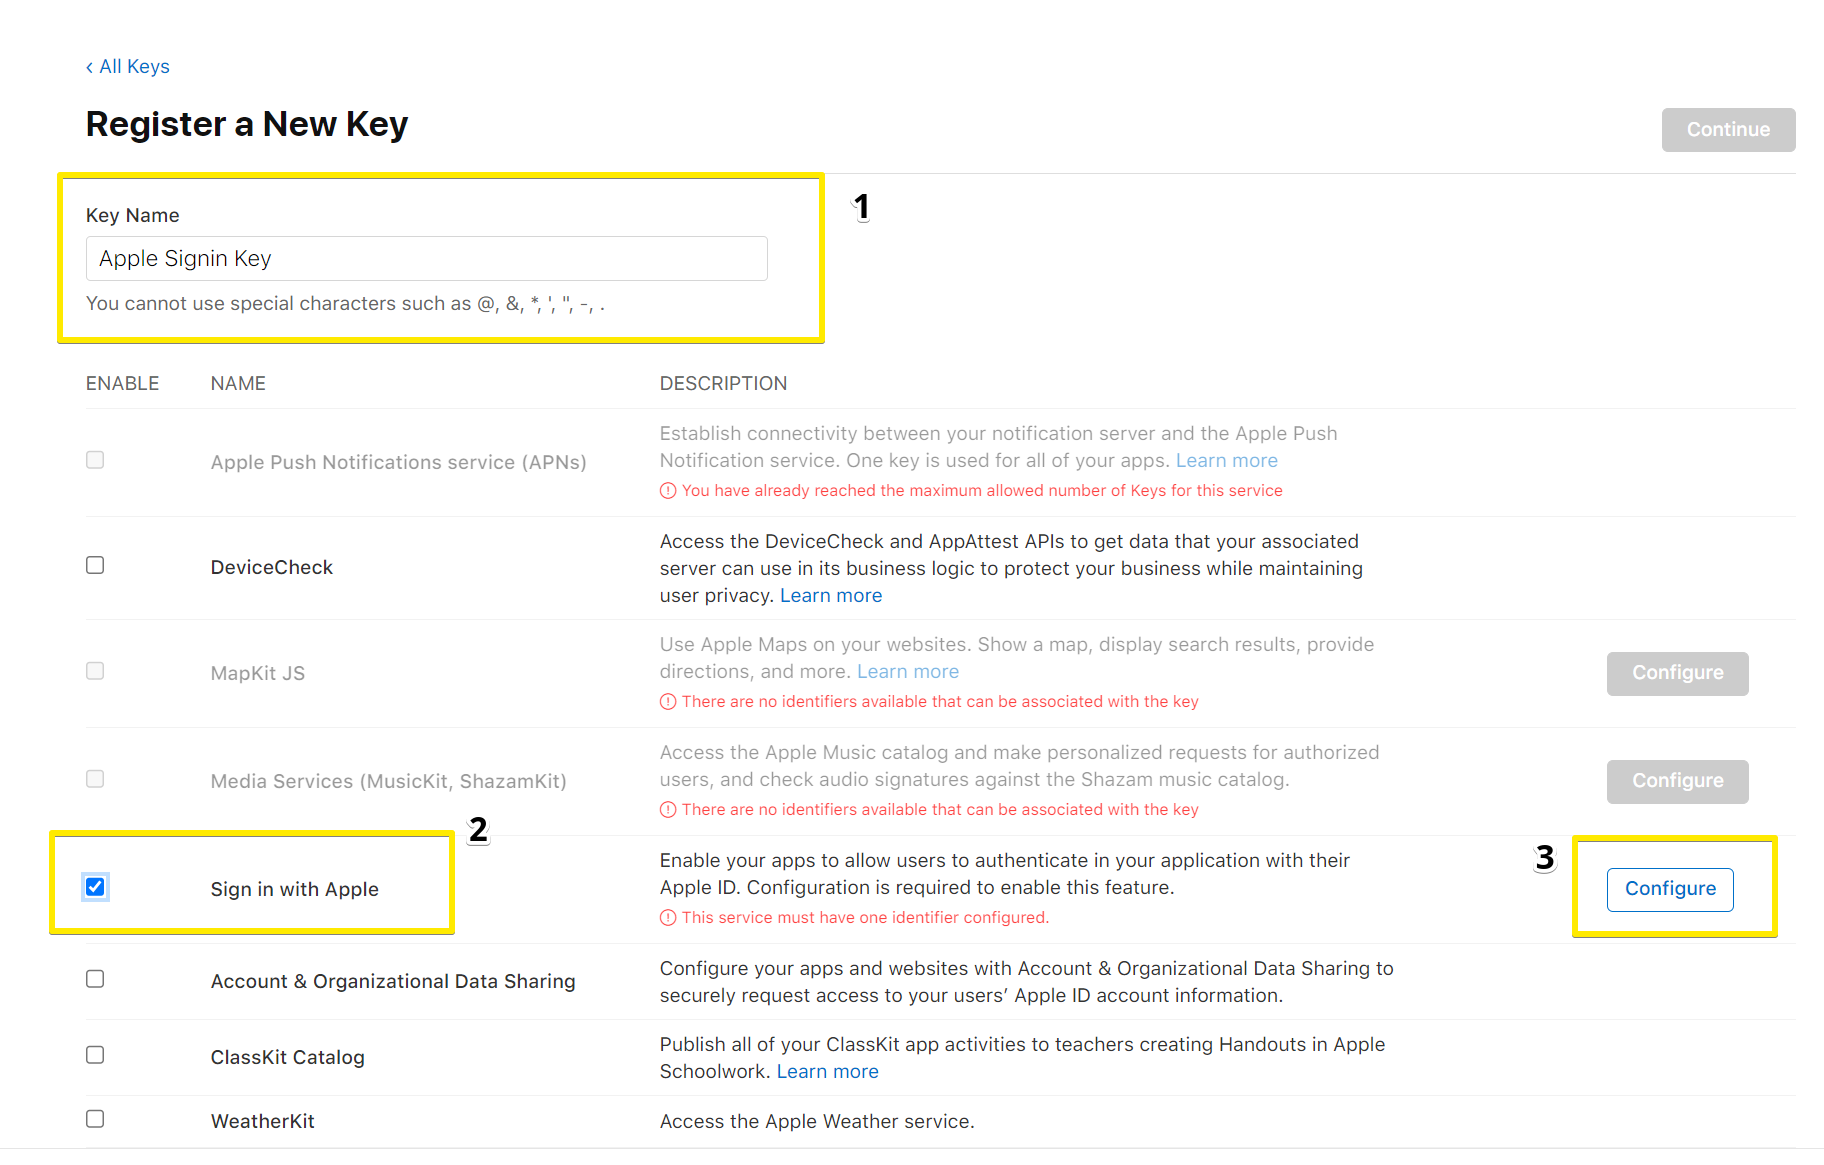 ‹ All Keys
Register a New Key
Continue
1
Key Name
Apple Signin Key
You cannot use special characters such as @, &, *, ', ", -, .
ENABLE NAME DESCRIPTION
Apple Push Notifications service (APNs)
Establish connectivity between your notification server and the Apple Push
Notification service. One key is used for all of your apps. Learn more
You have already reached the maximum allowed number of Keys for this service
DeviceCheck
Access the DeviceCheck and AppAttest APIs to get data that your associated
server can use in its business logic to protect your business while maintaining
user privacy. Learn more
MapKit JS
Use Apple Maps on your websites. Show a map, display search results, provide
directions, and more. Learn more
There are no identifiers available that can be associated with the key
Configure
Media Services (MusicKit, ShazamKit)
Access the Apple Music catalog and make personalized requests for authorized
users, and check audio signatures against the Shazam music catalog.
There are no identifiers available that can be associated with the key
Configure
2
Sign in with Apple
Enable your apps to allow users to authenticate in your application with their
Apple ID. Configuration is required to enable this feature.
This service must have one identifier configured.
3
Configure
Account & Organizational Data Sharing
Configure your apps and websites with Account & Organizational Data Sharing to
securely request access to your users’ Apple ID account information.
ClassKit Catalog
Publish all of your ClassKit app activities to teachers creating Handouts in Apple
Schoolwork. Learn more
WeatherKit
Access the Apple Weather service.